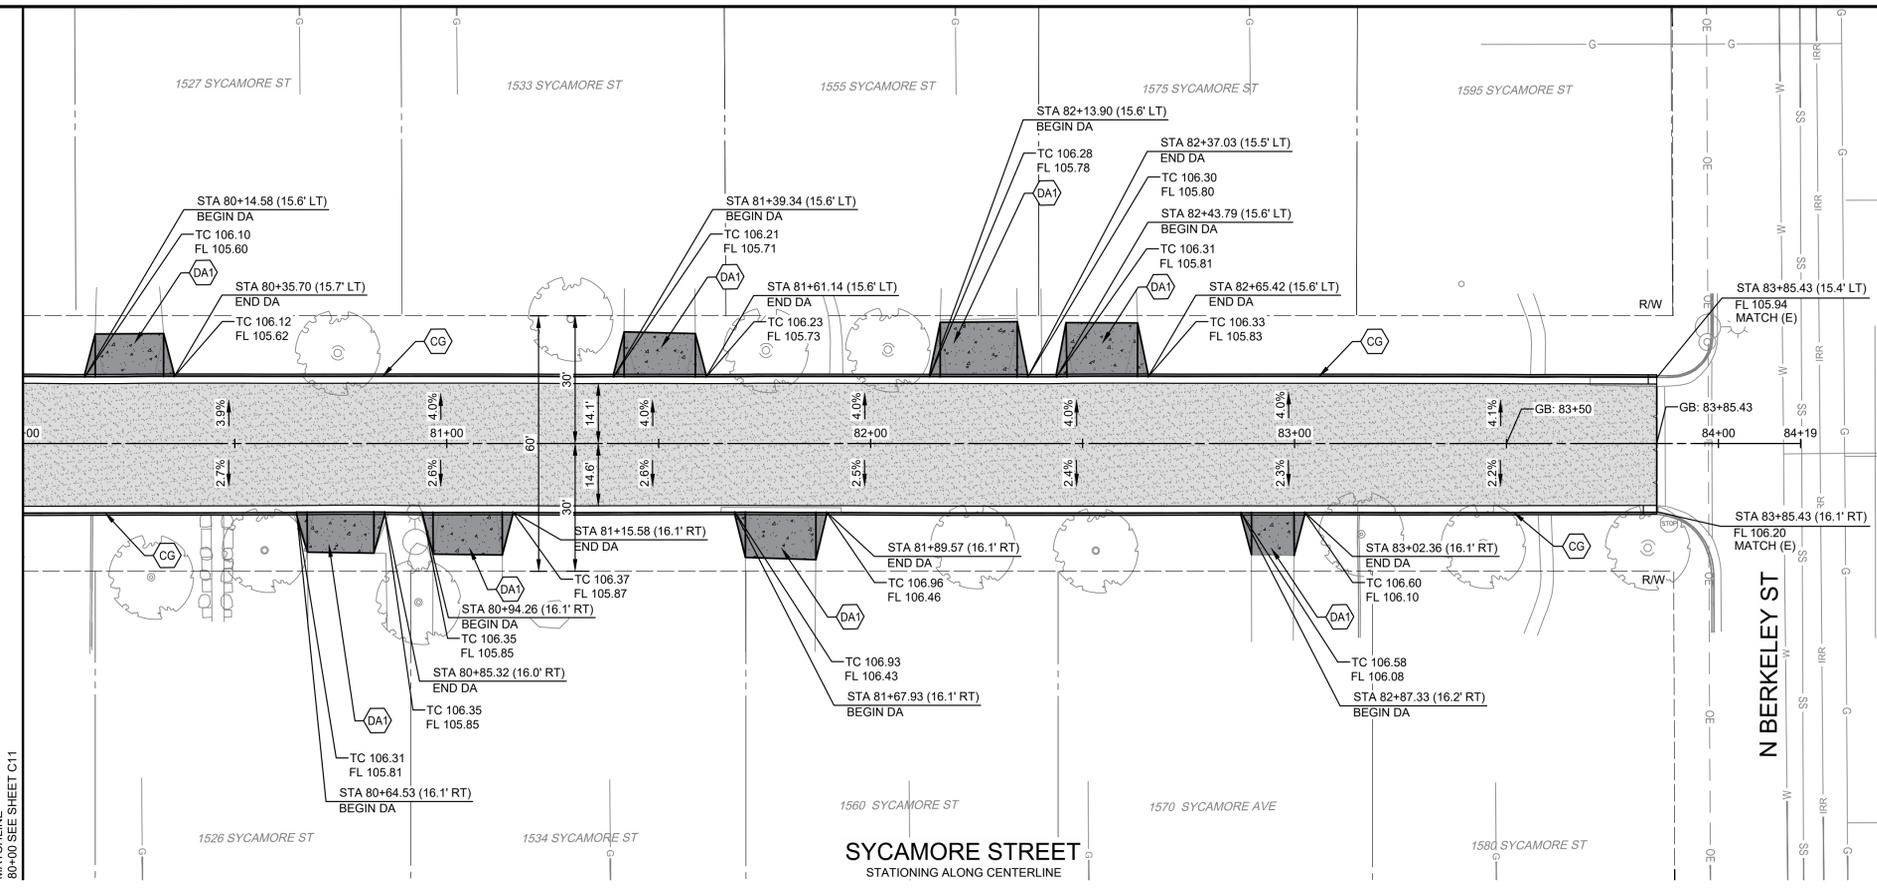 1527 SYCAMORE ST
1533 SYCAMORE ST
1555 SYCAMORE ST
1575 SYCAMORE ST
1595 SYCAMORE ST
G
G
G
G
G
G
G
OE
IRR
W
SS
G
STA 82+13.90 (15.6' LT)
BEGIN DA
TC 106.28
FL 105.78
DA1
STA 82+37.03 (15.5' LT)
END DA
TC 106.30
FL 105.80
STA 82+43.79 (15.6' LT)
BEGIN DA
TC 106.31
FL 105.81
DA1
STA 82+65.42 (15.6' LT)
END DA
TC 106.33
FL 105.83
STA 80+14.58 (15.6' LT)
BEGIN DA
TC 106.10
FL 105.60
DA1
STA 80+35.70 (15.7' LT)
END DA
TC 106.12
FL 105.62
STA 81+39.34 (15.6' LT)
BEGIN DA
TC 106.21
FL 105.71
DA1
STA 81+61.14 (15.6' LT)
END DA
TC 106.23
FL 105.73
STA 83+85.43 (15.4' LT)
FL 105.94
MATCH (E)
R/W
CG
CG
30'
14.1'
60'
14.6'
30'
3.9%
4.0%
4.0%
4.0%
4.0%
4.0%
4.1%
GB: 83+50
GB: 83+85.43
+00
81+00
82+00
83+00
84+00
84+19
2.7%
2.6%
2.6%
2.5%
2.4%
2.3%
2.2%
CG
STA 81+15.58 (16.1' RT)
END DA
TC 106.37
FL 105.87
DA1
STA 80+94.26 (16.1' RT)
BEGIN DA
TC 106.35
FL 105.85
STA 80+85.32 (16.0' RT)
END DA
TC 106.35
FL 105.85
DA1
TC 106.31
FL 105.81
STA 80+64.53 (16.1' RT)
BEGIN DA
STA 81+89.57 (16.1' RT)
END DA
TC 106.96
FL 106.46
DA1
TC 106.93
FL 106.43
STA 81+67.93 (16.1' RT)
BEGIN DA
STA 83+02.36 (16.1' RT)
END DA
TC 106.60
FL 106.10
DA1
TC 106.58
FL 106.08
STA 82+87.33 (16.2' RT)
BEGIN DA
CG
STOP
STA 83+85.43 (16.1' RT)
FL 106.20
MATCH (E)
R/W
N BERKELEY ST
80+00 SEE SHEET C11
1526 SYCAMORE ST
1534 SYCAMORE ST
1560 SYCAMORE ST
1570 SYCAMORE AVE
1580 SYCAMORE ST
SYCAMORE STREET
STATIONING ALONG CENTERLINE